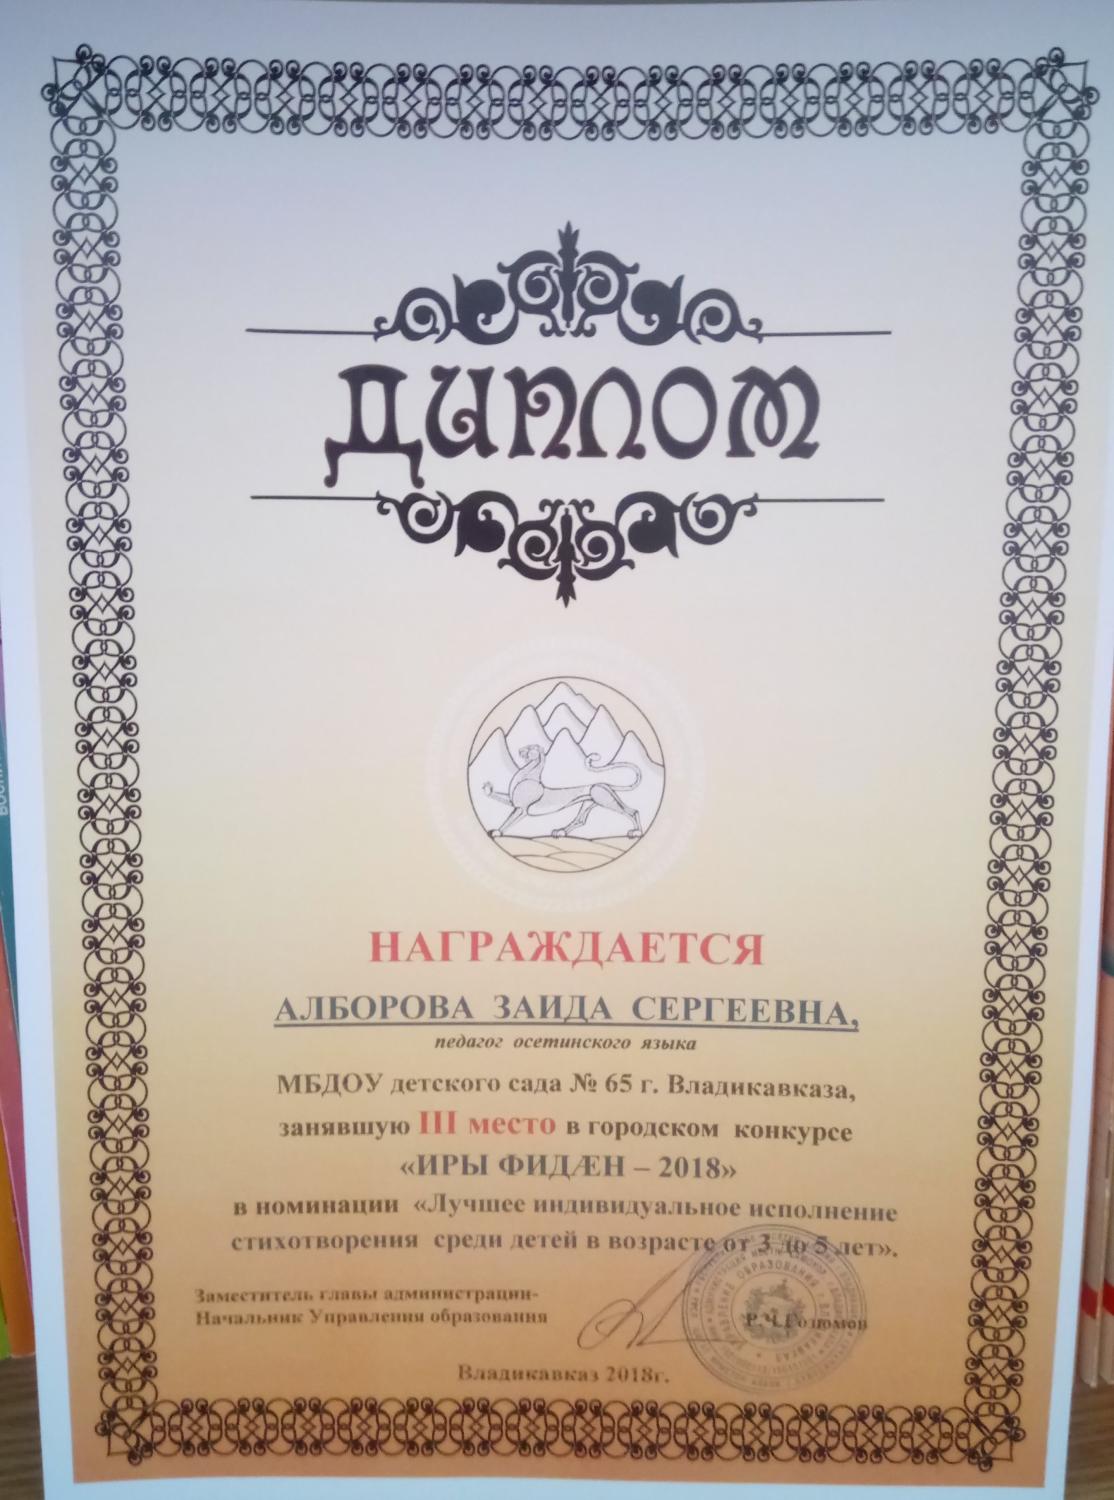 ДИПЛОМ
НАГРАЖДАЕТСЯ
АЛБОРОВА ЗАИДА СЕРГЕЕВНА,
педагог осетинского языка
МБДОУ детского сада № 65 г. Владикавказа,
занявшую III место в городском конкурсе
«ИРЫ ФИДӔН – 2018»
в номинации «Лучшее индивидуальное исполнение
стихотворения среди детей в возрасте от 3 до 5 лет».
Заместитель главы администрации-
Начальник Управления образования
Р.Ч.
Владикавказ 2018г.